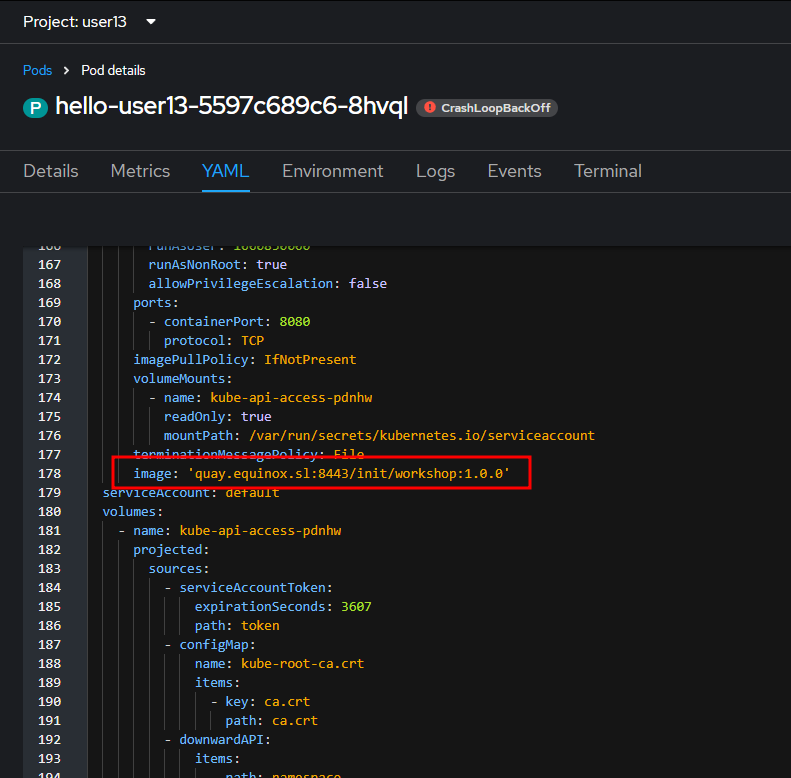 Project: user13
Pods > Pod details
P hello-user13-5597c689c6-8hvql CrashLoopBackOff
Details Metrics YAML Environment Logs Events Terminal
166 runAsUser: 1000850000
167 runAsNonRoot: true
168 allowPrivilegeEscalation: false
169 ports:
170 - containerPort: 8080
171 protocol: TCP
172 imagePullPolicy: IfNotPresent
173 volumeMounts:
174 - name: kube-api-access-pdnhw
175 readOnly: true
176 mountPath: /var/run/secrets/kubernetes.io/serviceaccount
177 terminationMessagePolicy: File
178 image: 'quay.equinox.sl:8443/init/workshop:1.0.0'
179 serviceAccount: default
180 volumes:
181 - name: kube-api-access-pdnhw
182 projected:
183 sources:
184 - serviceAccountToken:
185 expirationSeconds: 3607
186 path: token
187 - configMap:
188 name: kube-root-ca.crt
189 items:
190 - key: ca.crt
191 path: ca.crt
192 - downwardAPI:
193 items:
194 - path: namespace